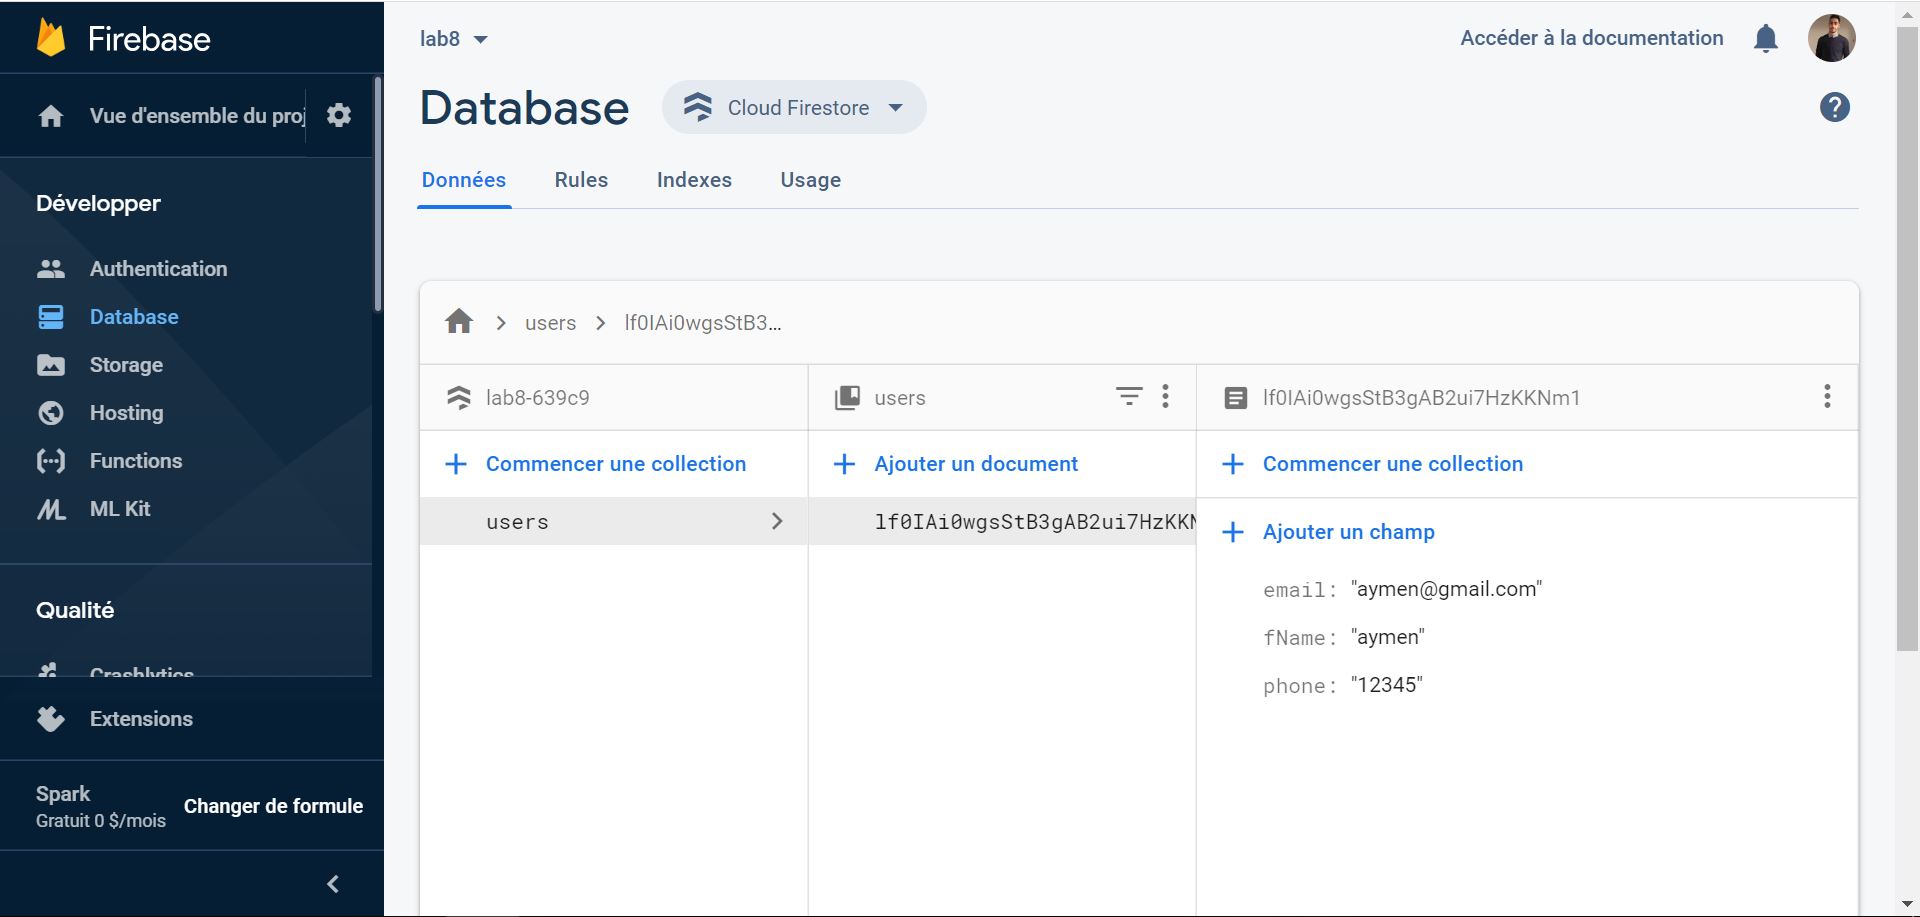 Firebase
Vue d'ensemble du proj
Développer
Authentication
Database
Storage
Hosting
Functions
ML Kit
Qualité
Crashlytics
Extensions
Spark
Gratuit 0 $/mois
Changer de formule
lab8
Accéder à la documentation
Database
Cloud Firestore
Données Rules Indexes Usage
users lf0IAi0wgsStB3...
lab8-639c9
Commencer une collection
users
users
Ajouter un document
lf0IAi0wgsStB3gAB2ui7HzKKN
lf0IAi0wgsStB3gAB2ui7HzKKNm1
Commencer une collection
Ajouter un champ
email: "aymen@gmail.com"
fName: "aymen"
phone: "12345"